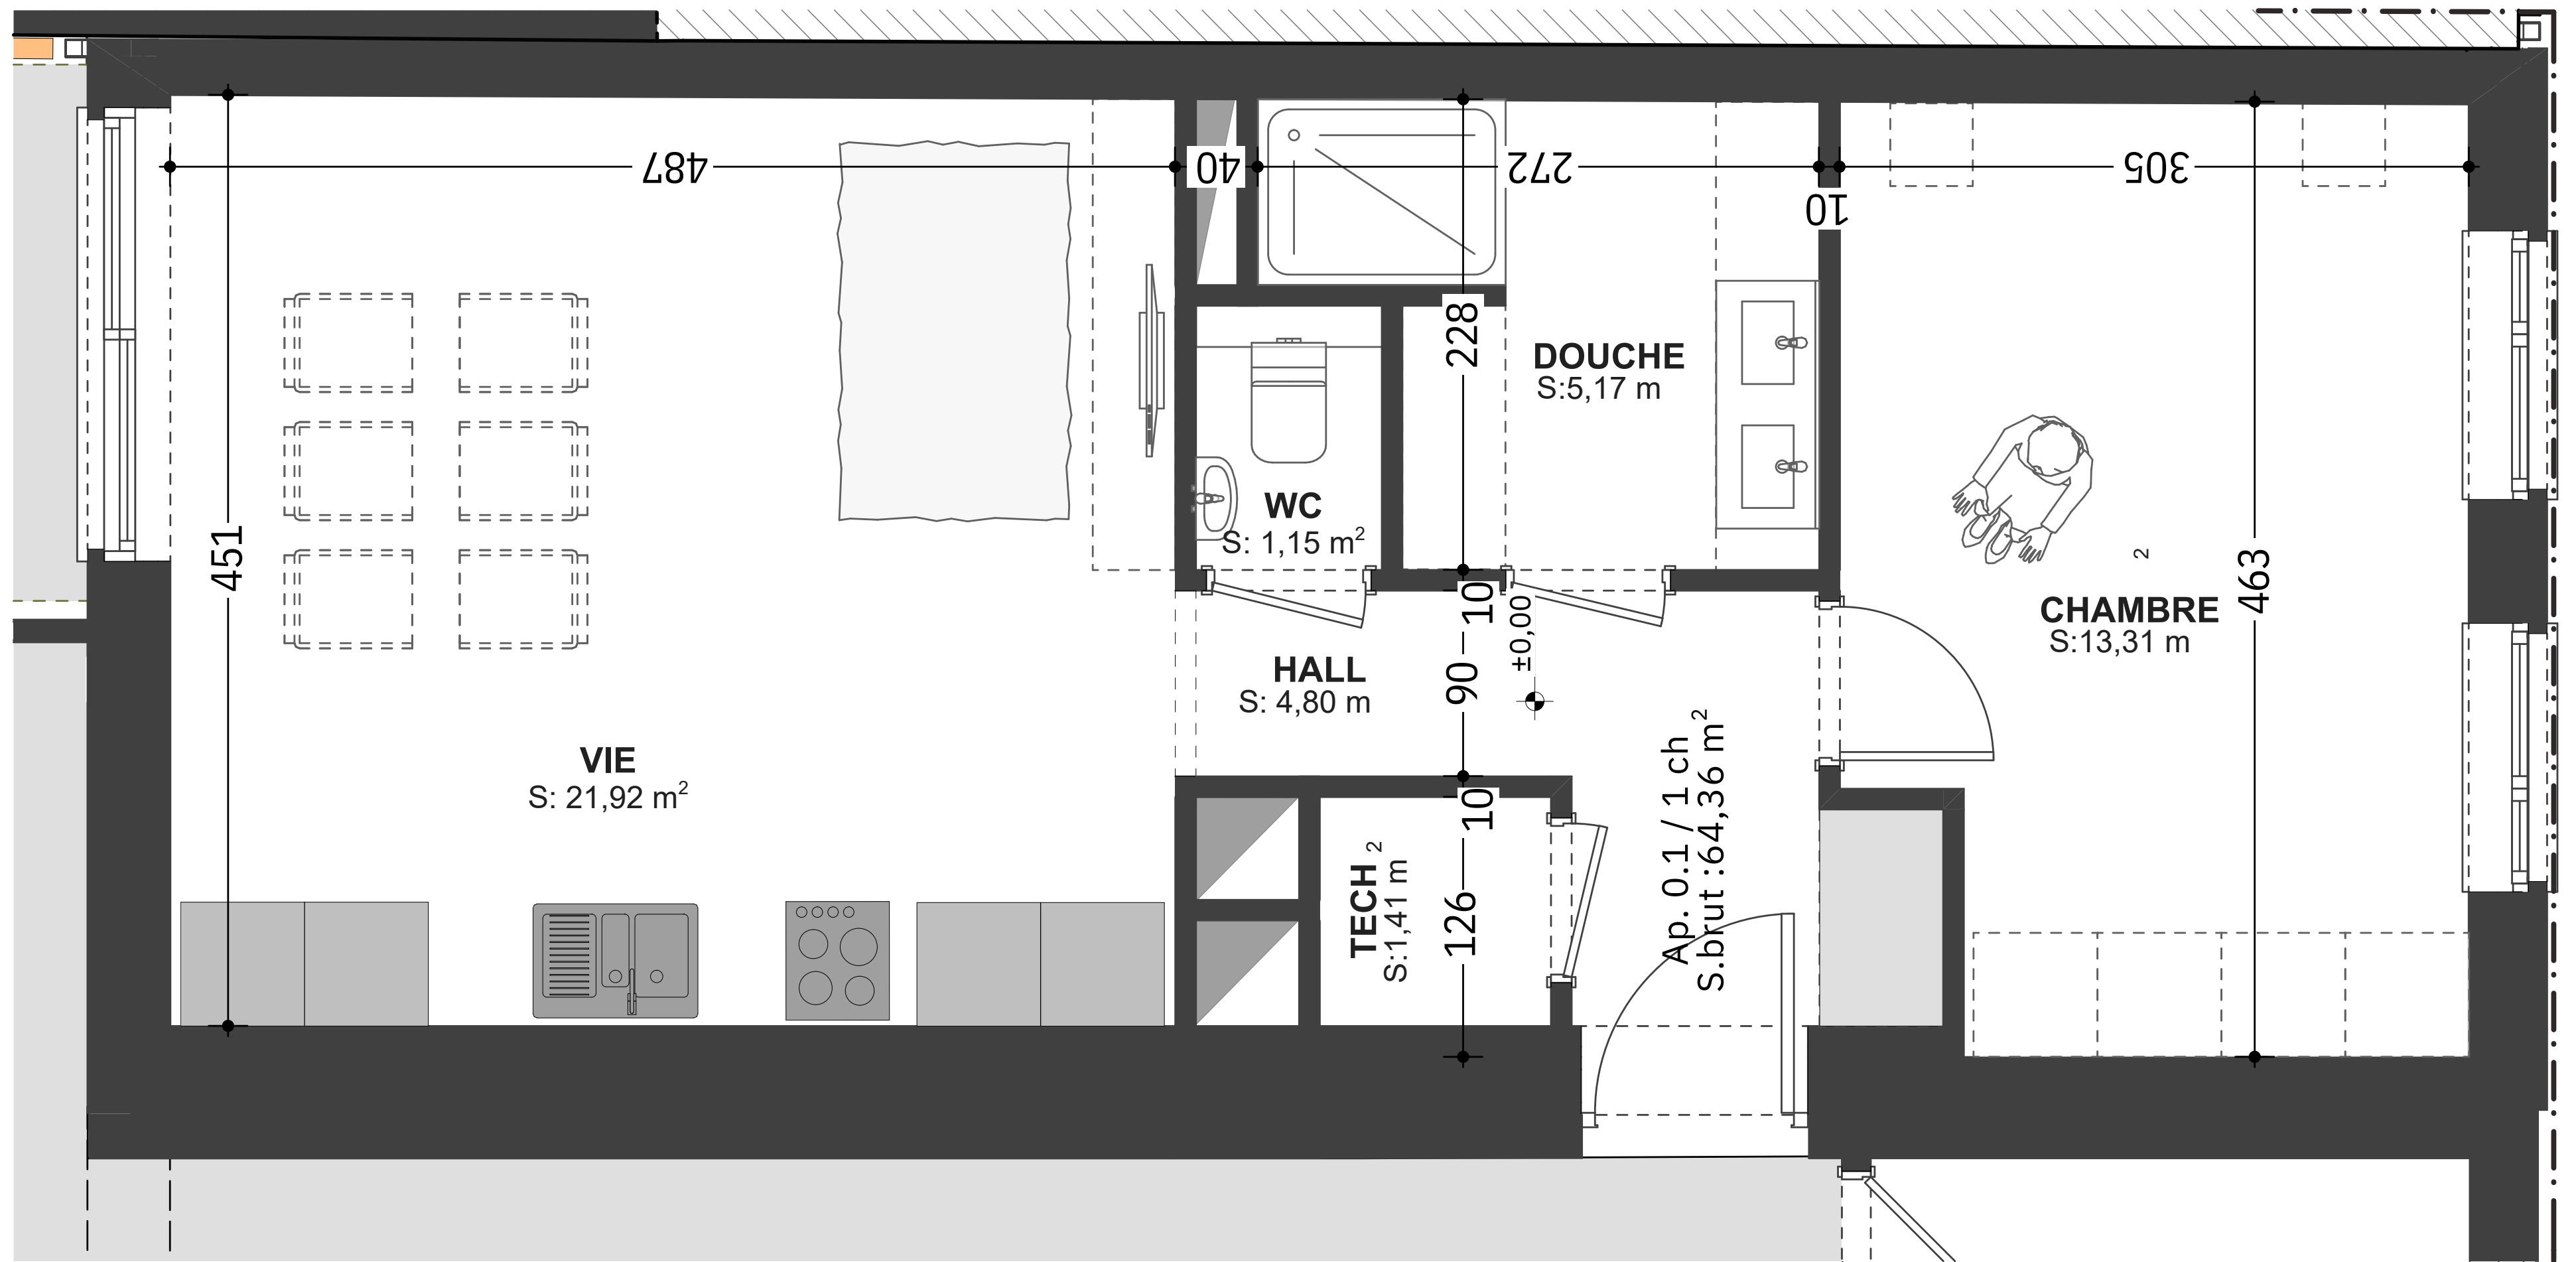 487
40
272
10
305
451
228
DOUCHE
S:5,17 m
WC
S: 1,15 m²
10
±0,00
2
CHAMBRE
S:13,31 m
463
HALL
S: 4,80 m
90
VIE
S: 21,92 m²
10
126
TECH
S:1,41 m
2
Ap. 0.1 / 1 ch
S.brut :64,36 m²